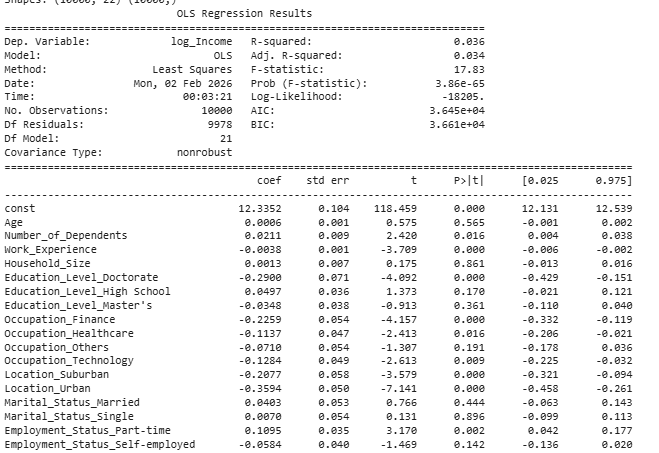 Shapes: (10000, 22) (10000,)
OLS Regression Results
==============================================================================
Dep. Variable: log_Income R-squared: 0.036
Model: OLS Adj. R-squared: 0.034
Method: Least Squares F-statistic: 17.83
Date: Mon, 02 Feb 2026 Prob (F-statistic): 3.86e-65
Time: 00:03:21 Log-Likelihood: -18205.
No. Observations: 10000 AIC: 3.645e+04
Df Residuals: 9978 BIC: 3.661e+04
Df Model: 21
Covariance Type: nonrobust
==============================================================================
coef std err t P>|t| [0.025 0.975]
------------------------------------------------------------------------------
const 12.3352 0.104 118.459 0.000 12.131 12.539
Age 0.0006 0.001 0.575 0.565 -0.001 0.002
Number_of_Dependents 0.0211 0.009 2.420 0.016 0.004 0.038
Work_Experience -0.0038 0.001 -3.709 0.000 -0.006 -0.002
Household_Size 0.0013 0.007 0.175 0.861 -0.013 0.016
Education_Level_Doctorate -0.2900 0.071 -4.092 0.000 -0.429 -0.151
Education_Level_High School 0.0497 0.036 1.373 0.170 -0.021 0.121
Education_Level_Master's -0.0348 0.038 -0.913 0.361 -0.110 0.040
Occupation_Finance -0.2259 0.054 -4.157 0.000 -0.332 -0.119
Occupation_Healthcare -0.1137 0.047 -2.413 0.016 -0.206 -0.021
Occupation_Others -0.0710 0.054 -1.307 0.191 -0.178 0.036
Occupation_Technology -0.1284 0.049 -2.613 0.009 -0.225 -0.032
Location_Suburban -0.2077 0.058 -3.579 0.000 -0.321 -0.094
Location_Urban -0.3594 0.050 -7.141 0.000 -0.458 -0.261
Marital_Status_Married 0.0403 0.053 0.766 0.444 -0.063 0.143
Marital_Status_Single 0.0070 0.054 0.131 0.896 -0.099 0.113
Employment_Status_Part-time 0.1095 0.035 3.170 0.002 0.042 0.177
Employment_Status_Self-employed -0.0584 0.040 -1.469 0.142 -0.136 0.020